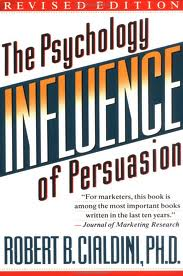 REVISED EDITION
The Psychology
INFLUENCE
of Persuasion
"For marketers, this book is
among the most important books
written in the last ten years."
— Journal of Marketing Research
ROBERT B. CIALDINI, PH.D.